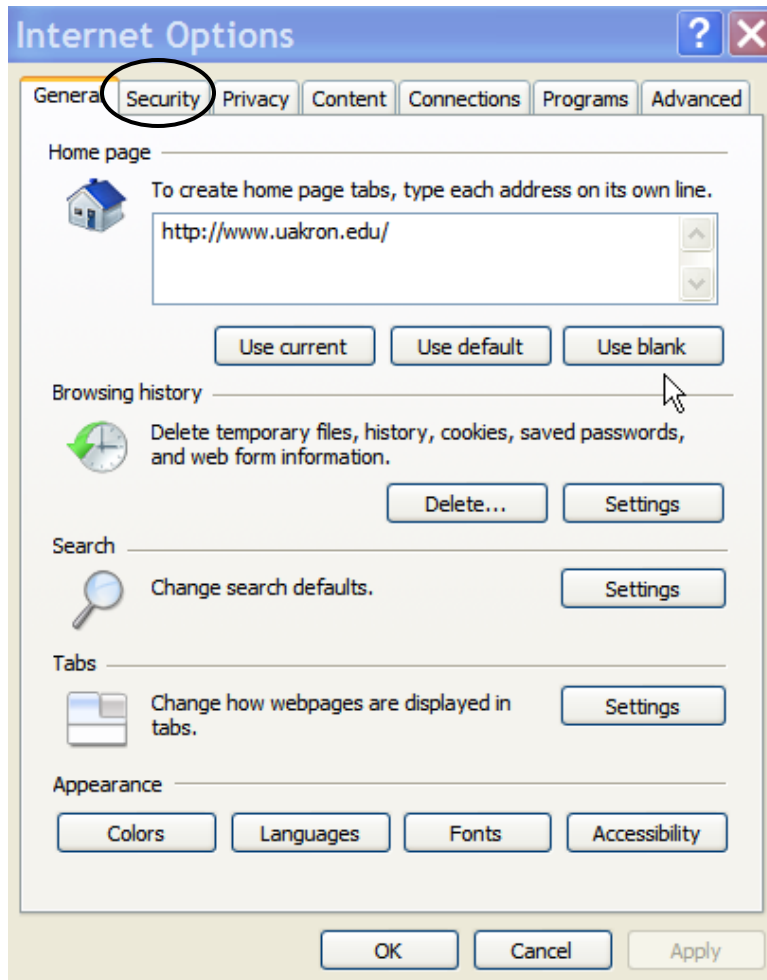 Internet Options ?
General Security Privacy Content Connections Programs Advanced
Home page
To create home page tabs, type each address on its own line.
http://www.uakron.edu/
Use current Use default Use blank
Browsing history
Delete temporary files, history, cookies, saved passwords,
and web form information.
Delete... Settings
Search
Change search defaults. Settings
Tabs
Change how webpages are displayed in
tabs.
Settings
Appearance
Colors Languages Fonts Accessibility
OK Cancel Apply